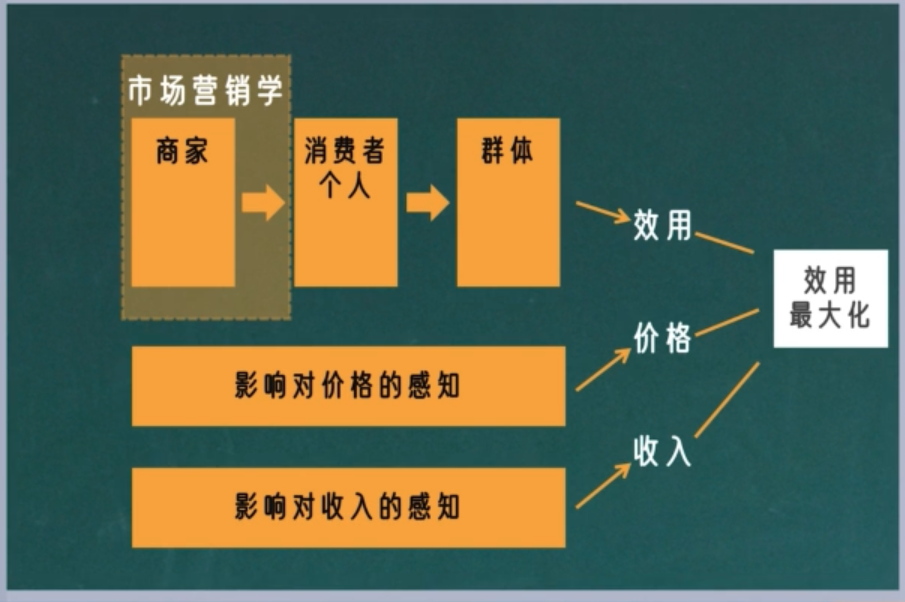 市场营销学
商家
消费者
个人
群体
效用
效用
最大化
价格
影响对价格的感知
收入
影响对收入的感知